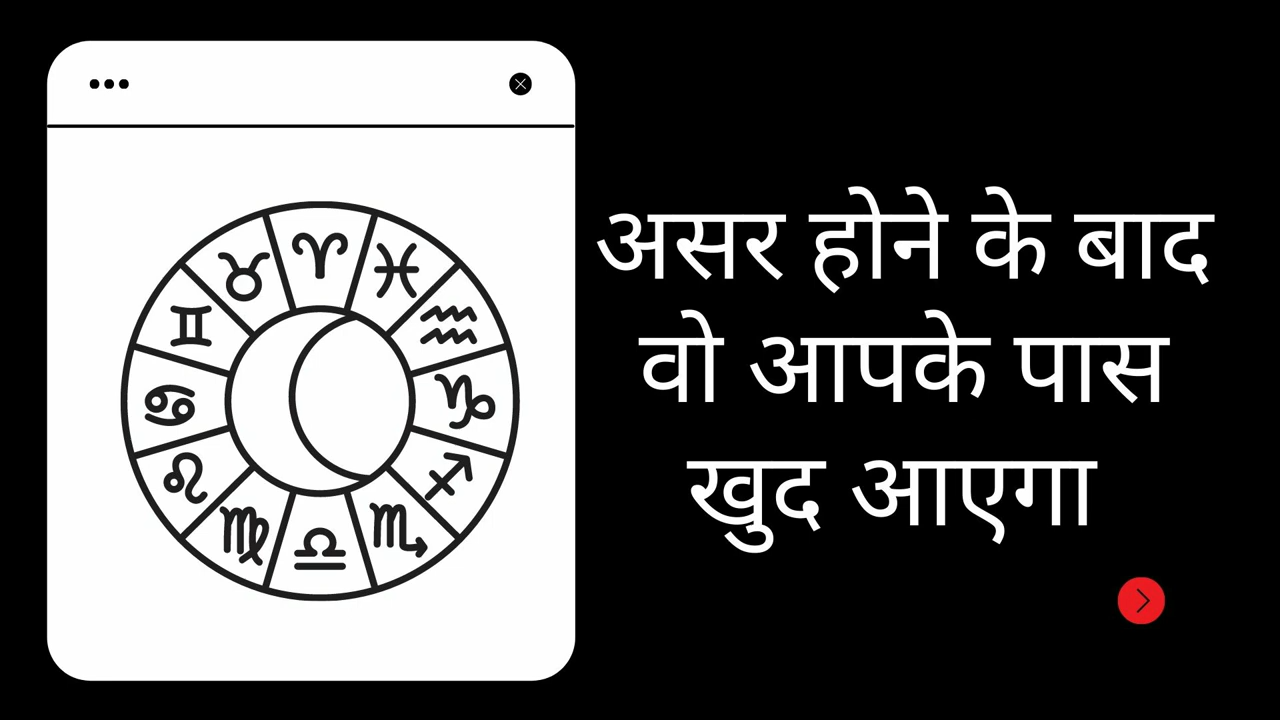 असर होने के बाद
वो आपके पास
खुद आएगा